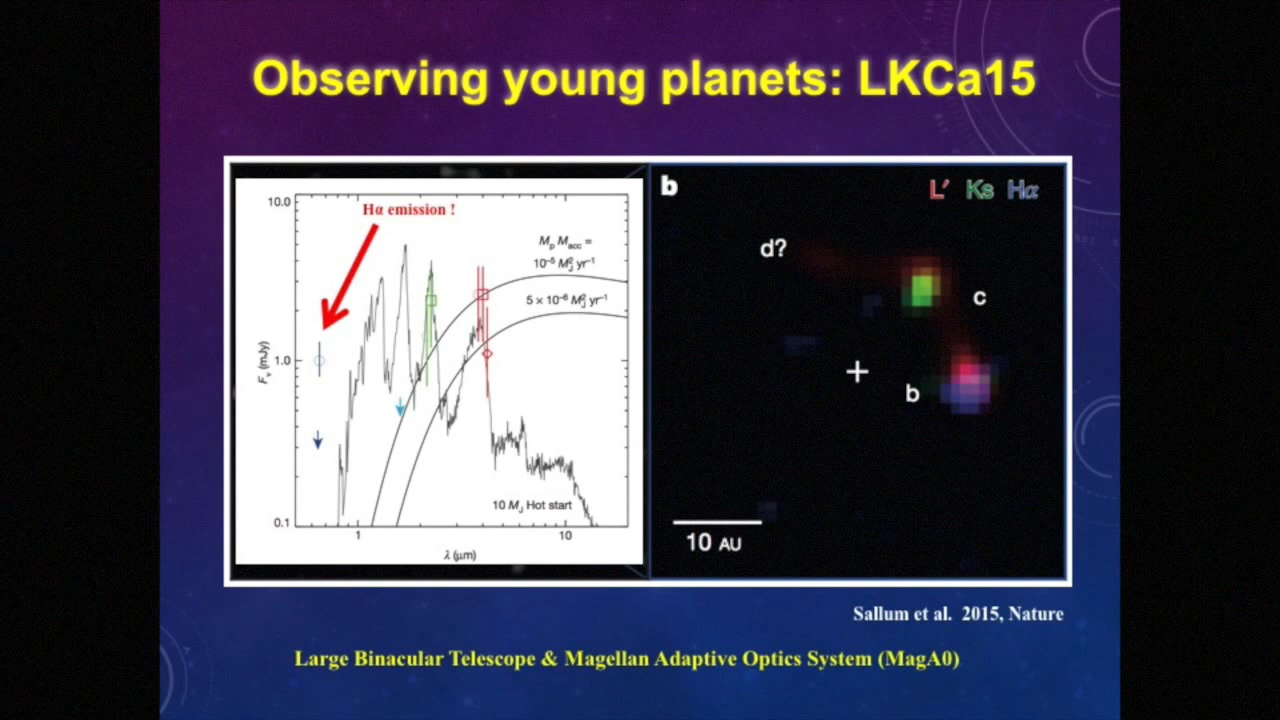 Observing young planets: LKCa15
Hα emission !
10.0
1.0
0.1
Fν (mJy)
Mp Macc =
10⁻⁵ MJ² yr⁻¹
5 × 10⁻⁶ MJ² yr⁻¹
10 MJ Hot start
1
10
λ (μm)
b
L′ Ks Hα
d?
c
b
10 AU
Sallum et al. 2015, Nature
Large Binacular Telescope & Magellan Adaptive Optics System (MagA0)